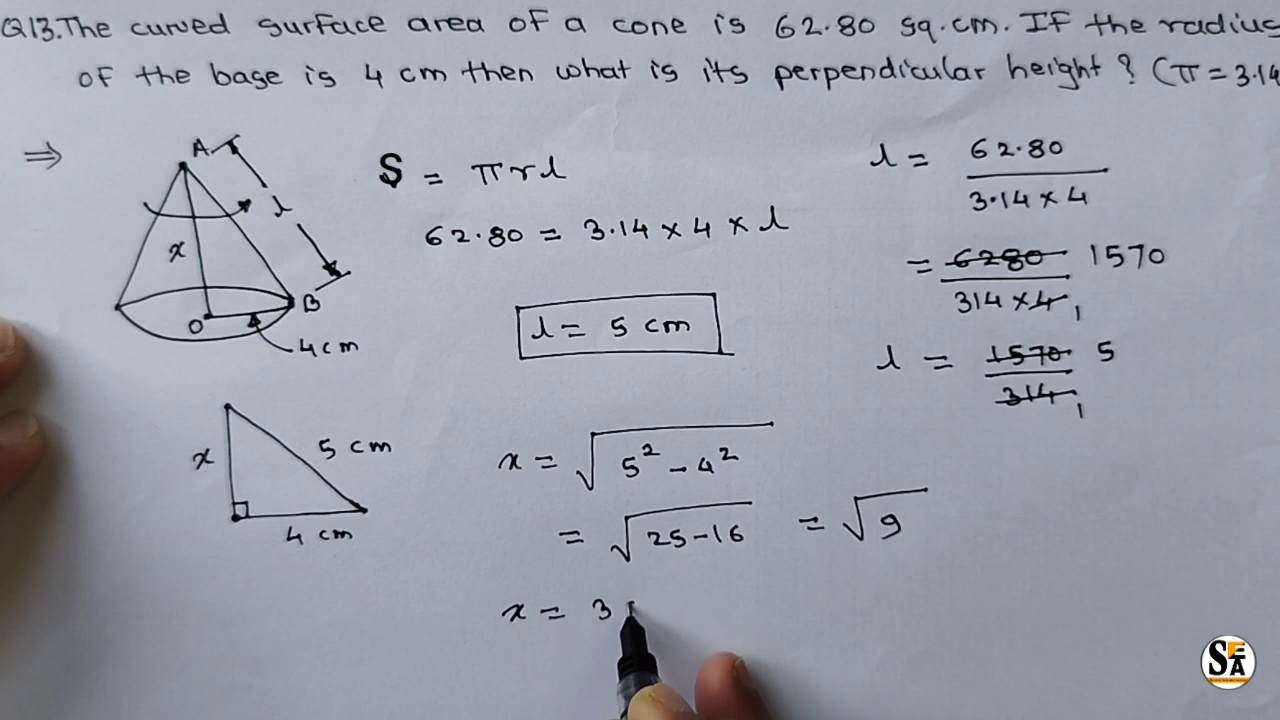 Q13. The curved surface area of a cone is 62.80 sq.cm. If the radius
of the base is 4 cm then what is its perpendicular height ? (π = 3.14
⇒
A
l
x
O
B
4cm
S = πrl
62.80 = 3.14 × 4 × l
l = 5 cm
l = 62.80 / 3.14 × 4
= 6280 / 314 × 4 1570 1
l = 1570 / 314 5 1
x
5 cm
4 cm
x = √5² - 4²
= √25-16 = √9
x = 3
SFA